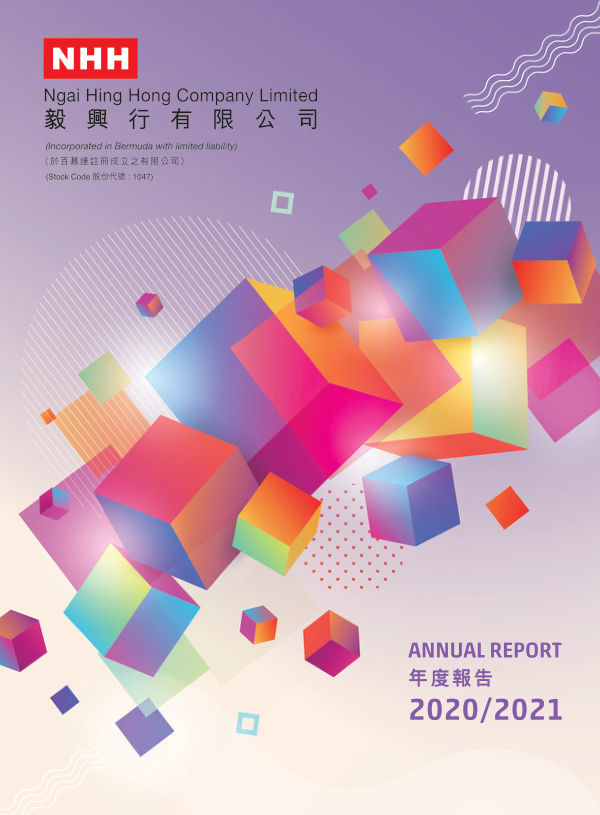 NHH
Ngai Hing Hong Company Limited
毅興行有限公司
(Incorporated in Bermuda with limited liability)
(於百慕達註冊成立之有限公司)
(Stock Code 股份代號 : 1047)
ANNUAL REPORT
年度報告
2020/2021